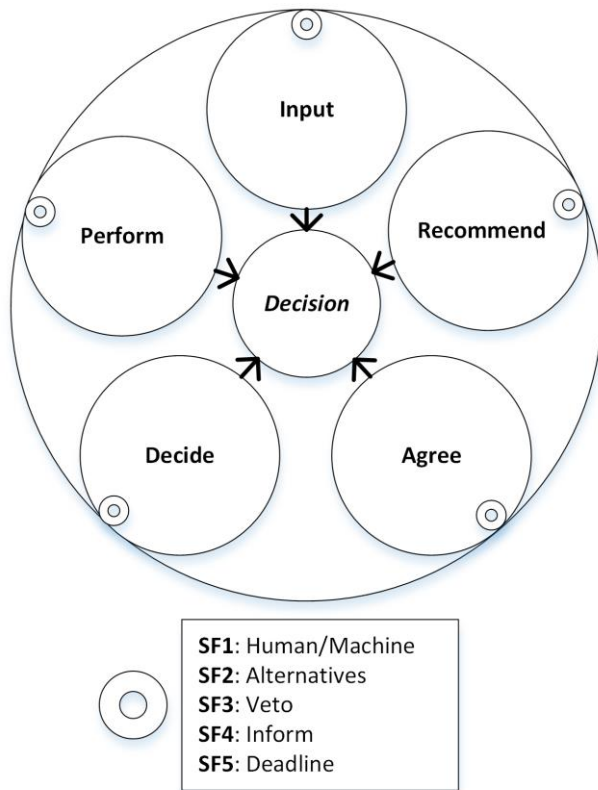 Input
Recommend
Perform
Decision
Decide
Agree
SF1: Human/Machine
SF2: Alternatives
SF3: Veto
SF4: Inform
SF5: Deadline